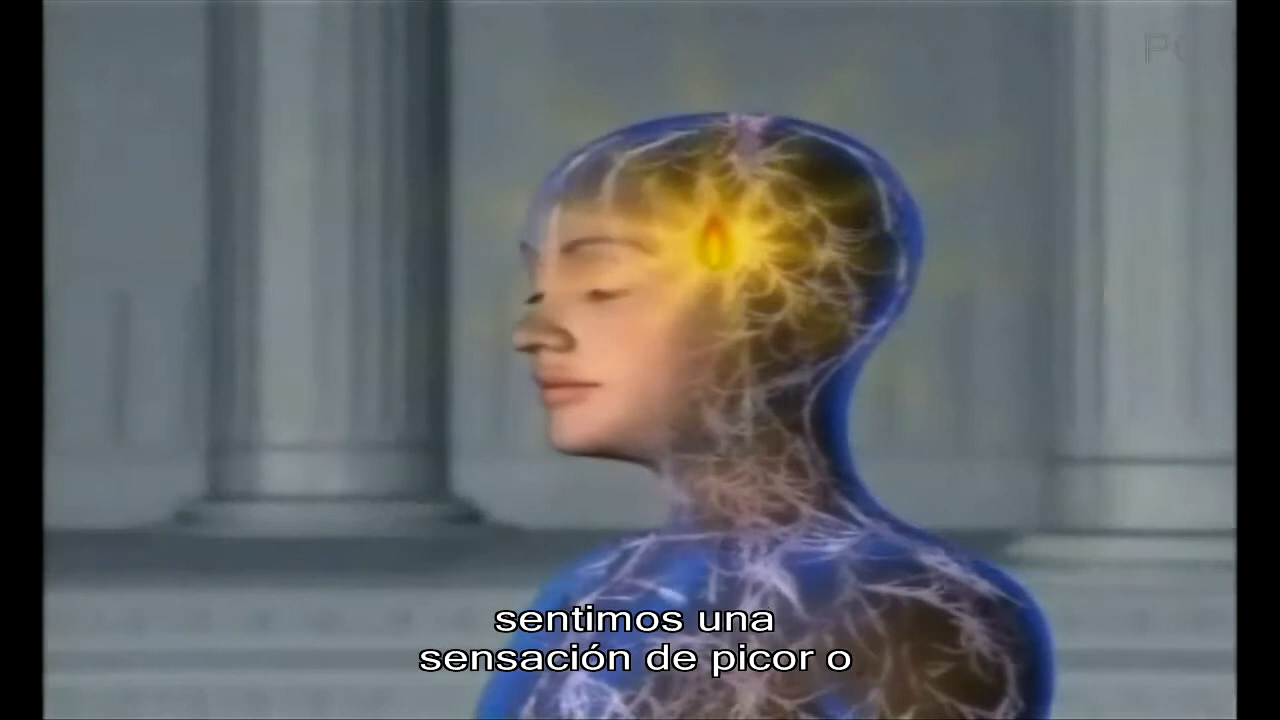 sentimos una
sensación de picor o